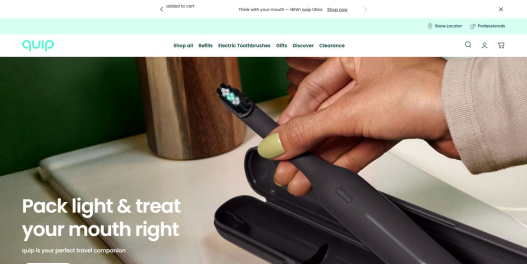 added to cart
Think with your mouth — NEW! quip Ultra. Shop now
Store Locator Professionals
quip
Shop all Refills Electric Toothbrushes Gifts Discover Clearance
Pack light & treat
your mouth right
quip is your perfect travel companion